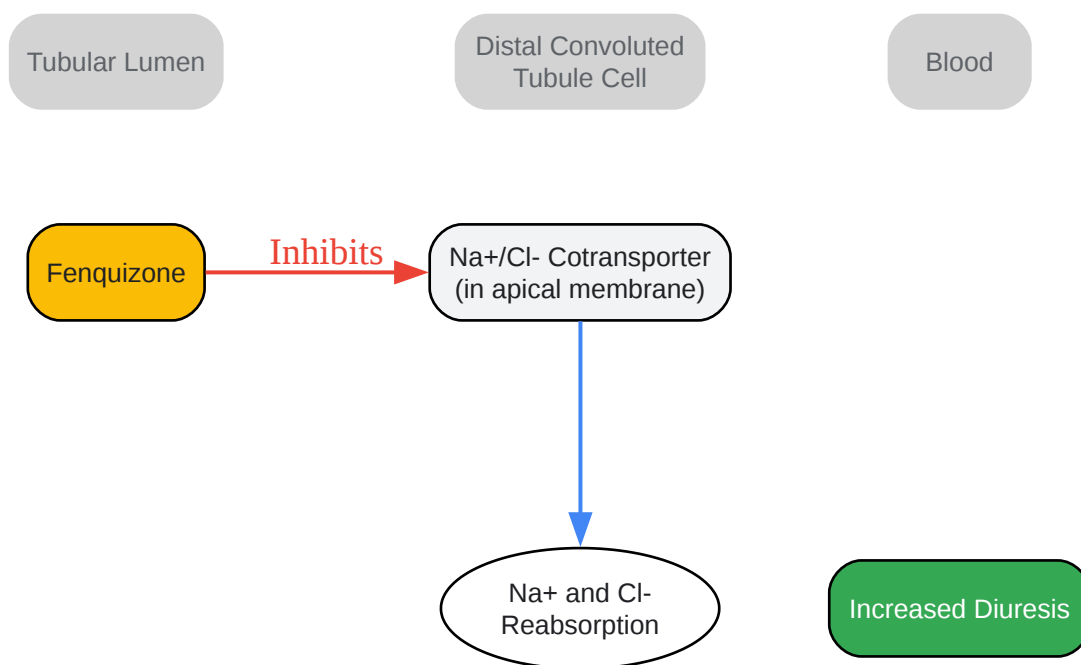 Tubular Lumen
Distal Convoluted
Tubule Cell
Blood
Fenquizone
Inhibits
Na+/Cl- Cotransporter
(in apical membrane)
Na+ and Cl-
Reabsorption
Increased Diuresis